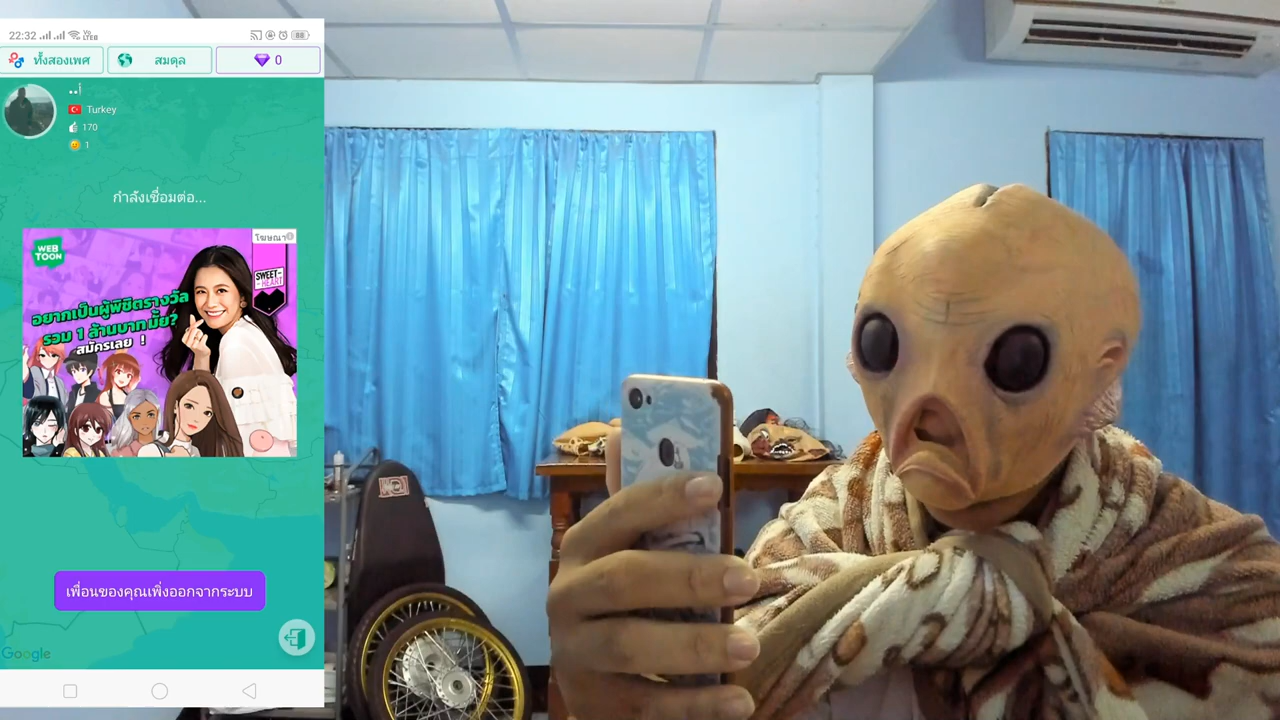 22:32
88
ทั้งสองเพศ
สมดุล
0
..أ
Turkey
170
1
กำลังเชื่อมต่อ...
โฆษณา
WEB
TOON
SWEET
HEART
อยากเป็นผู้พิชิตรางวัล
รวม 1 ล้านบาทมั้ย?
สมัครเลย !
เพื่อนของคุณเพิ่งออกจากระบบ
Google